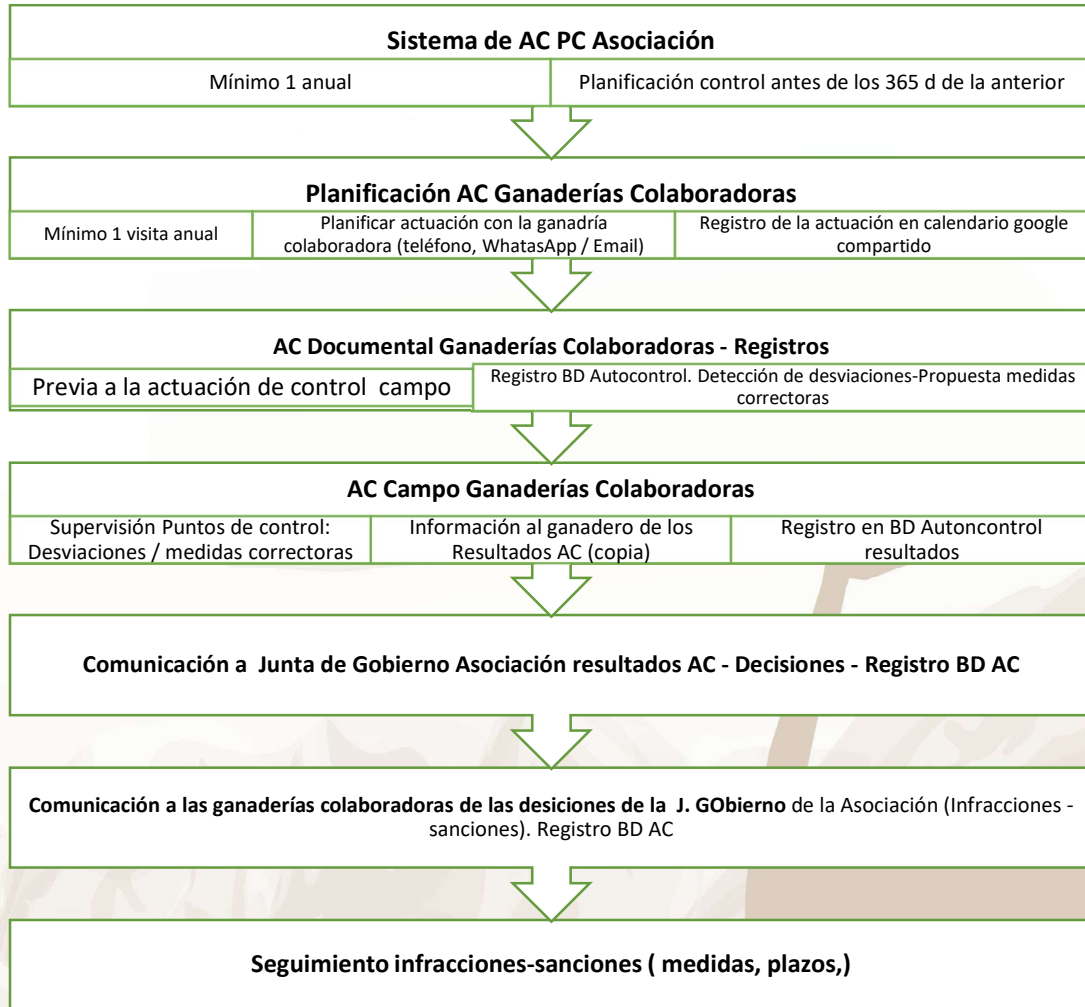 Sistema de AC PC Asociación
Mínimo 1 anual
Planificación control antes de los 365 d de la anterior
Planificación AC Ganaderías Colaboradoras
Mínimo 1 visita anual
Planificar actuación con la ganadría
colaboradora (teléfono, WhatasApp / Email)
Registro de la actuación en calendario google
compartido
AC Documental Ganaderías Colaboradoras - Registros
Previa a la actuación de control campo
Registro BD Autocontrol. Detección de desviaciones-Propuesta medidas
correctoras
AC Campo Ganaderías Colaboradoras
Supervisión Puntos de control:
Desviaciones / medidas correctoras
Información al ganadero de los
Resultados AC (copia)
Registro en BD Autoncontrol
resultados
Comunicación a Junta de Gobierno Asociación resultados AC - Decisiones - Registro BD AC
Comunicación a las ganaderías colaboradoras de las desiciones de la J. GObierno de la Asociación (Infracciones -
sanciones). Registro BD AC
Seguimiento infracciones-sanciones ( medidas, plazos,)